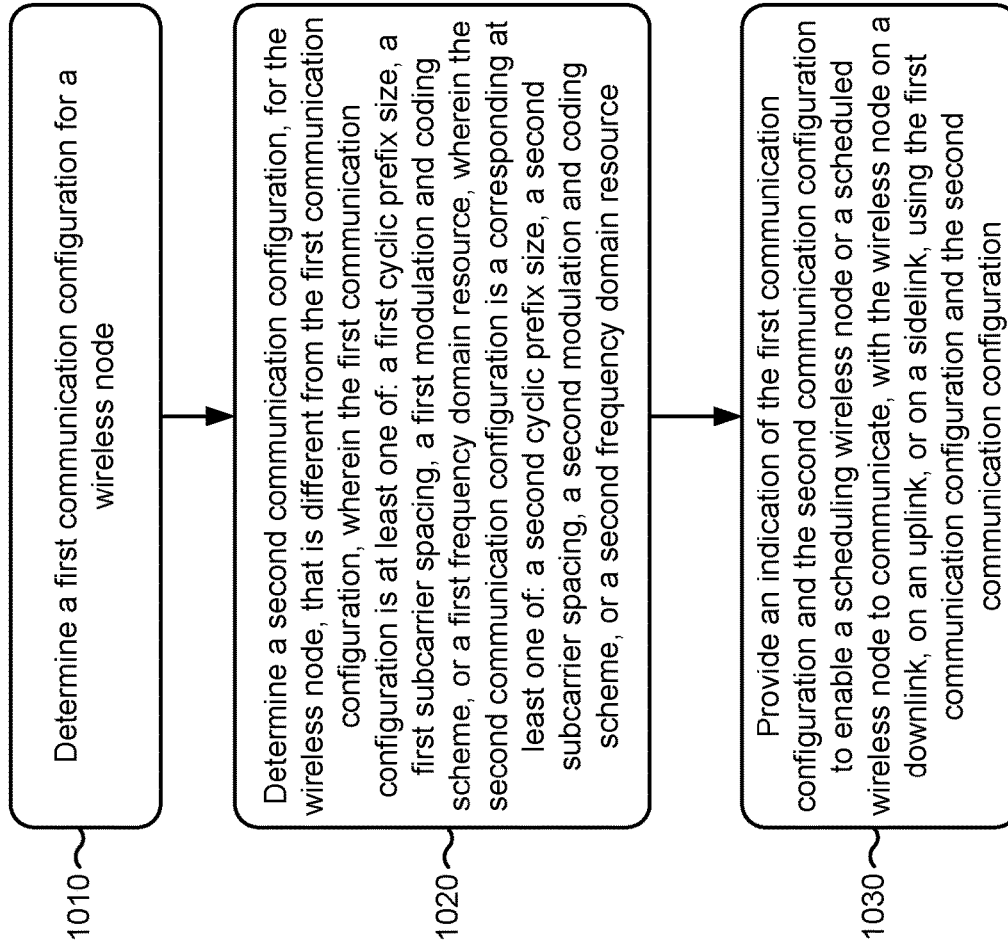 1010
Determine a first communication configuration for a
wireless node
1020
Determine a second communication configuration, for the
wireless node, that is different from the first communication
configuration, wherein the first communication
configuration is at least one of: a first cyclic prefix size, a
first subcarrier spacing, a first modulation and coding
scheme, or a first frequency domain resource, wherein the
second communication configuration is a corresponding at
least one of: a second cyclic prefix size, a second
subcarrier spacing, a second modulation and coding
scheme, or a second frequency domain resource
1030
Provide an indication of the first communication
configuration and the second communication configuration
to enable a scheduling wireless node or a scheduled
wireless node to communicate, with the wireless node on a
downlink, on an uplink, or on a sidelink, using the first
communication configuration and the second
communication configuration